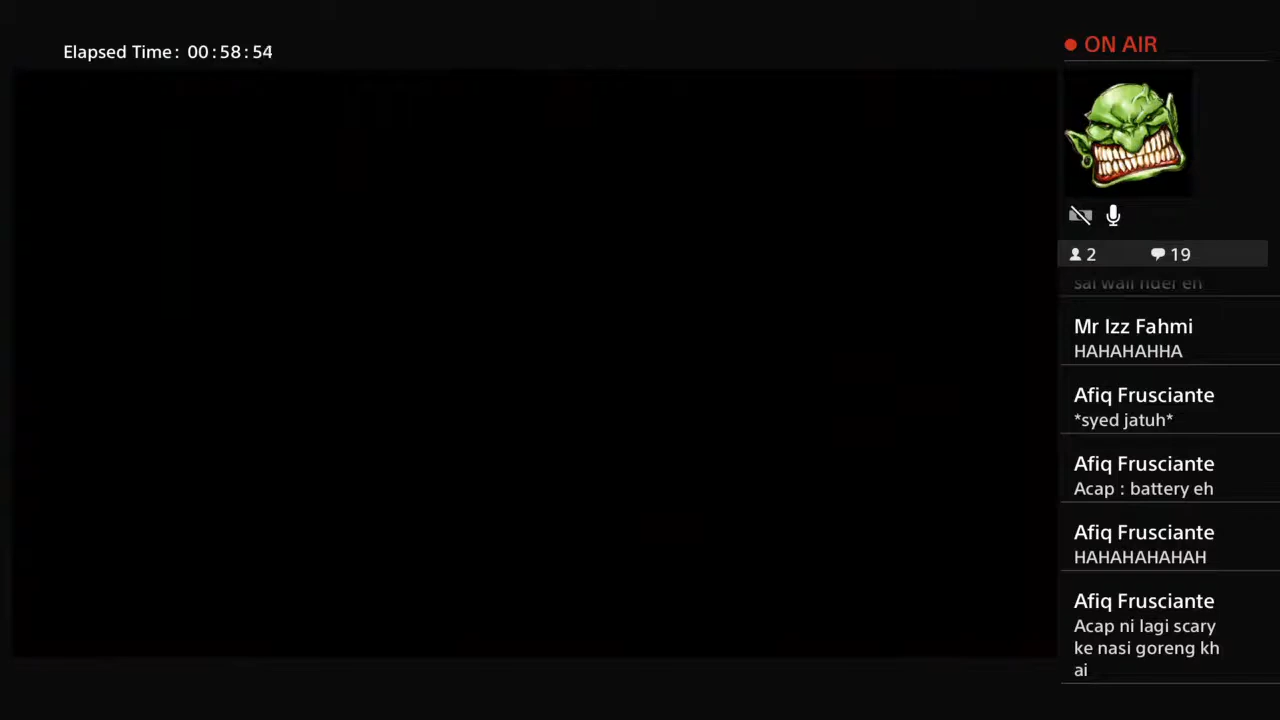 Elapsed Time: 00:58:54
ON AIR
2 19
Mr Izz Fahmi
HAHAHAHHA
Afiq Frusciante
*syed jatuh*
Afiq Frusciante
Acap : battery eh
Afiq Frusciante
HAHAHAHAHAH
Afiq Frusciante
Acap ni lagi scary
ke nasi goreng kh
ai